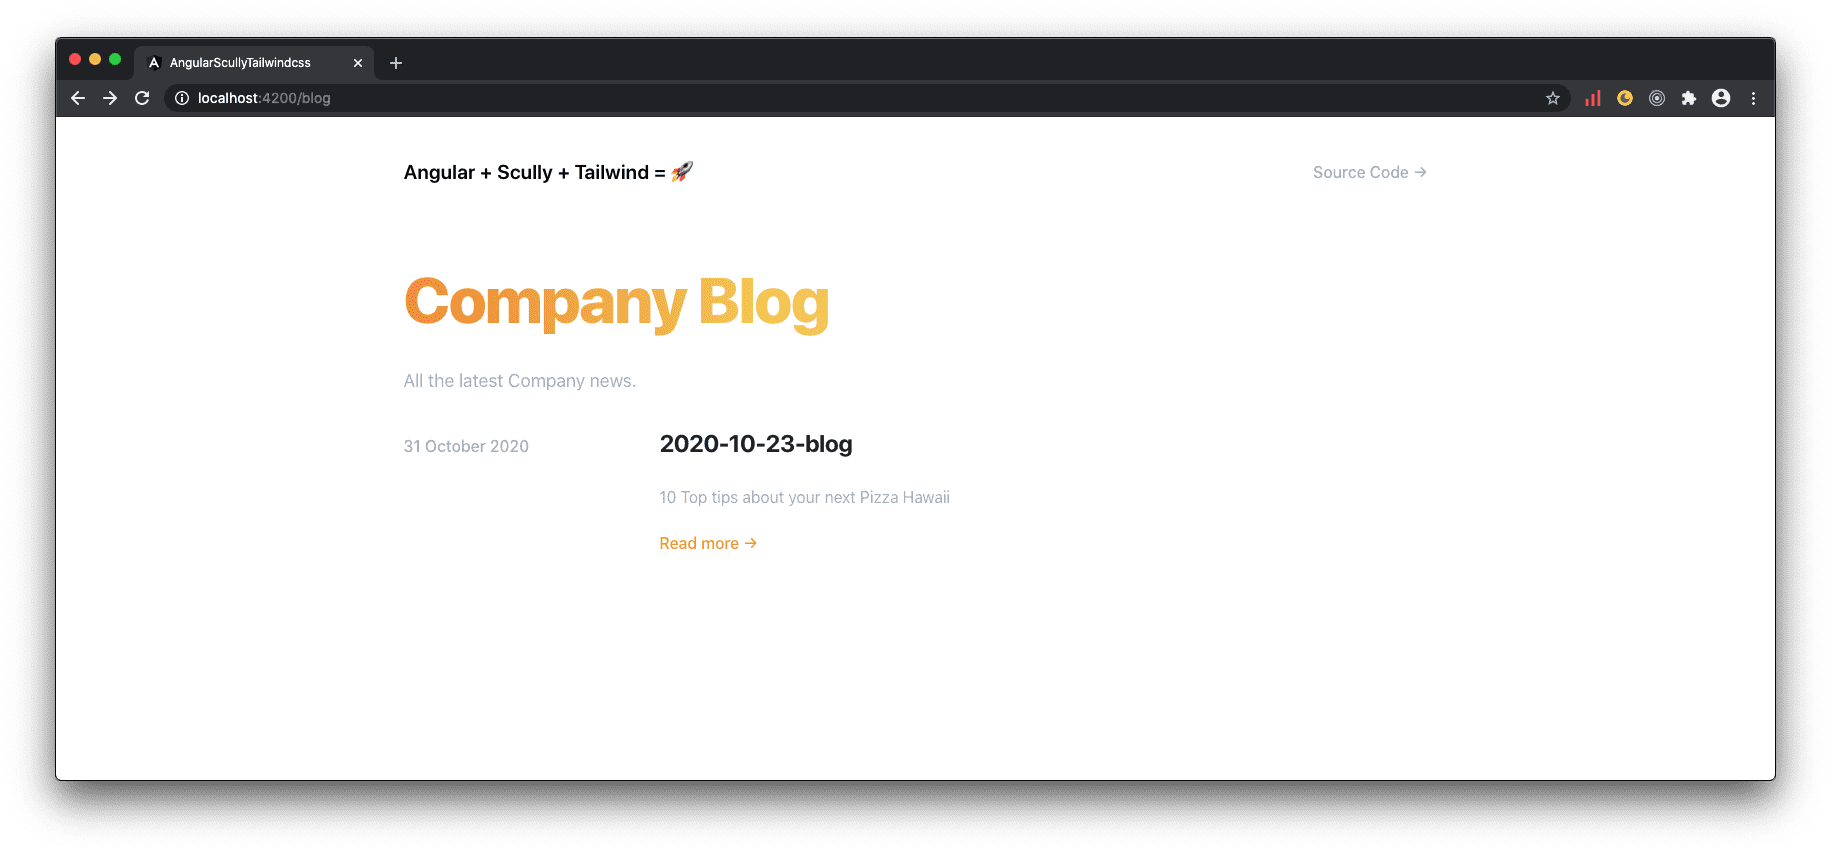 AngularScullyTailwindcss
localhost:4200/blog
Angular + Scully + Tailwind = 🚀
Source Code →
Company Blog
All the latest Company news.
31 October 2020
2020-10-23-blog
10 Top tips about your next Pizza Hawaii
Read more →